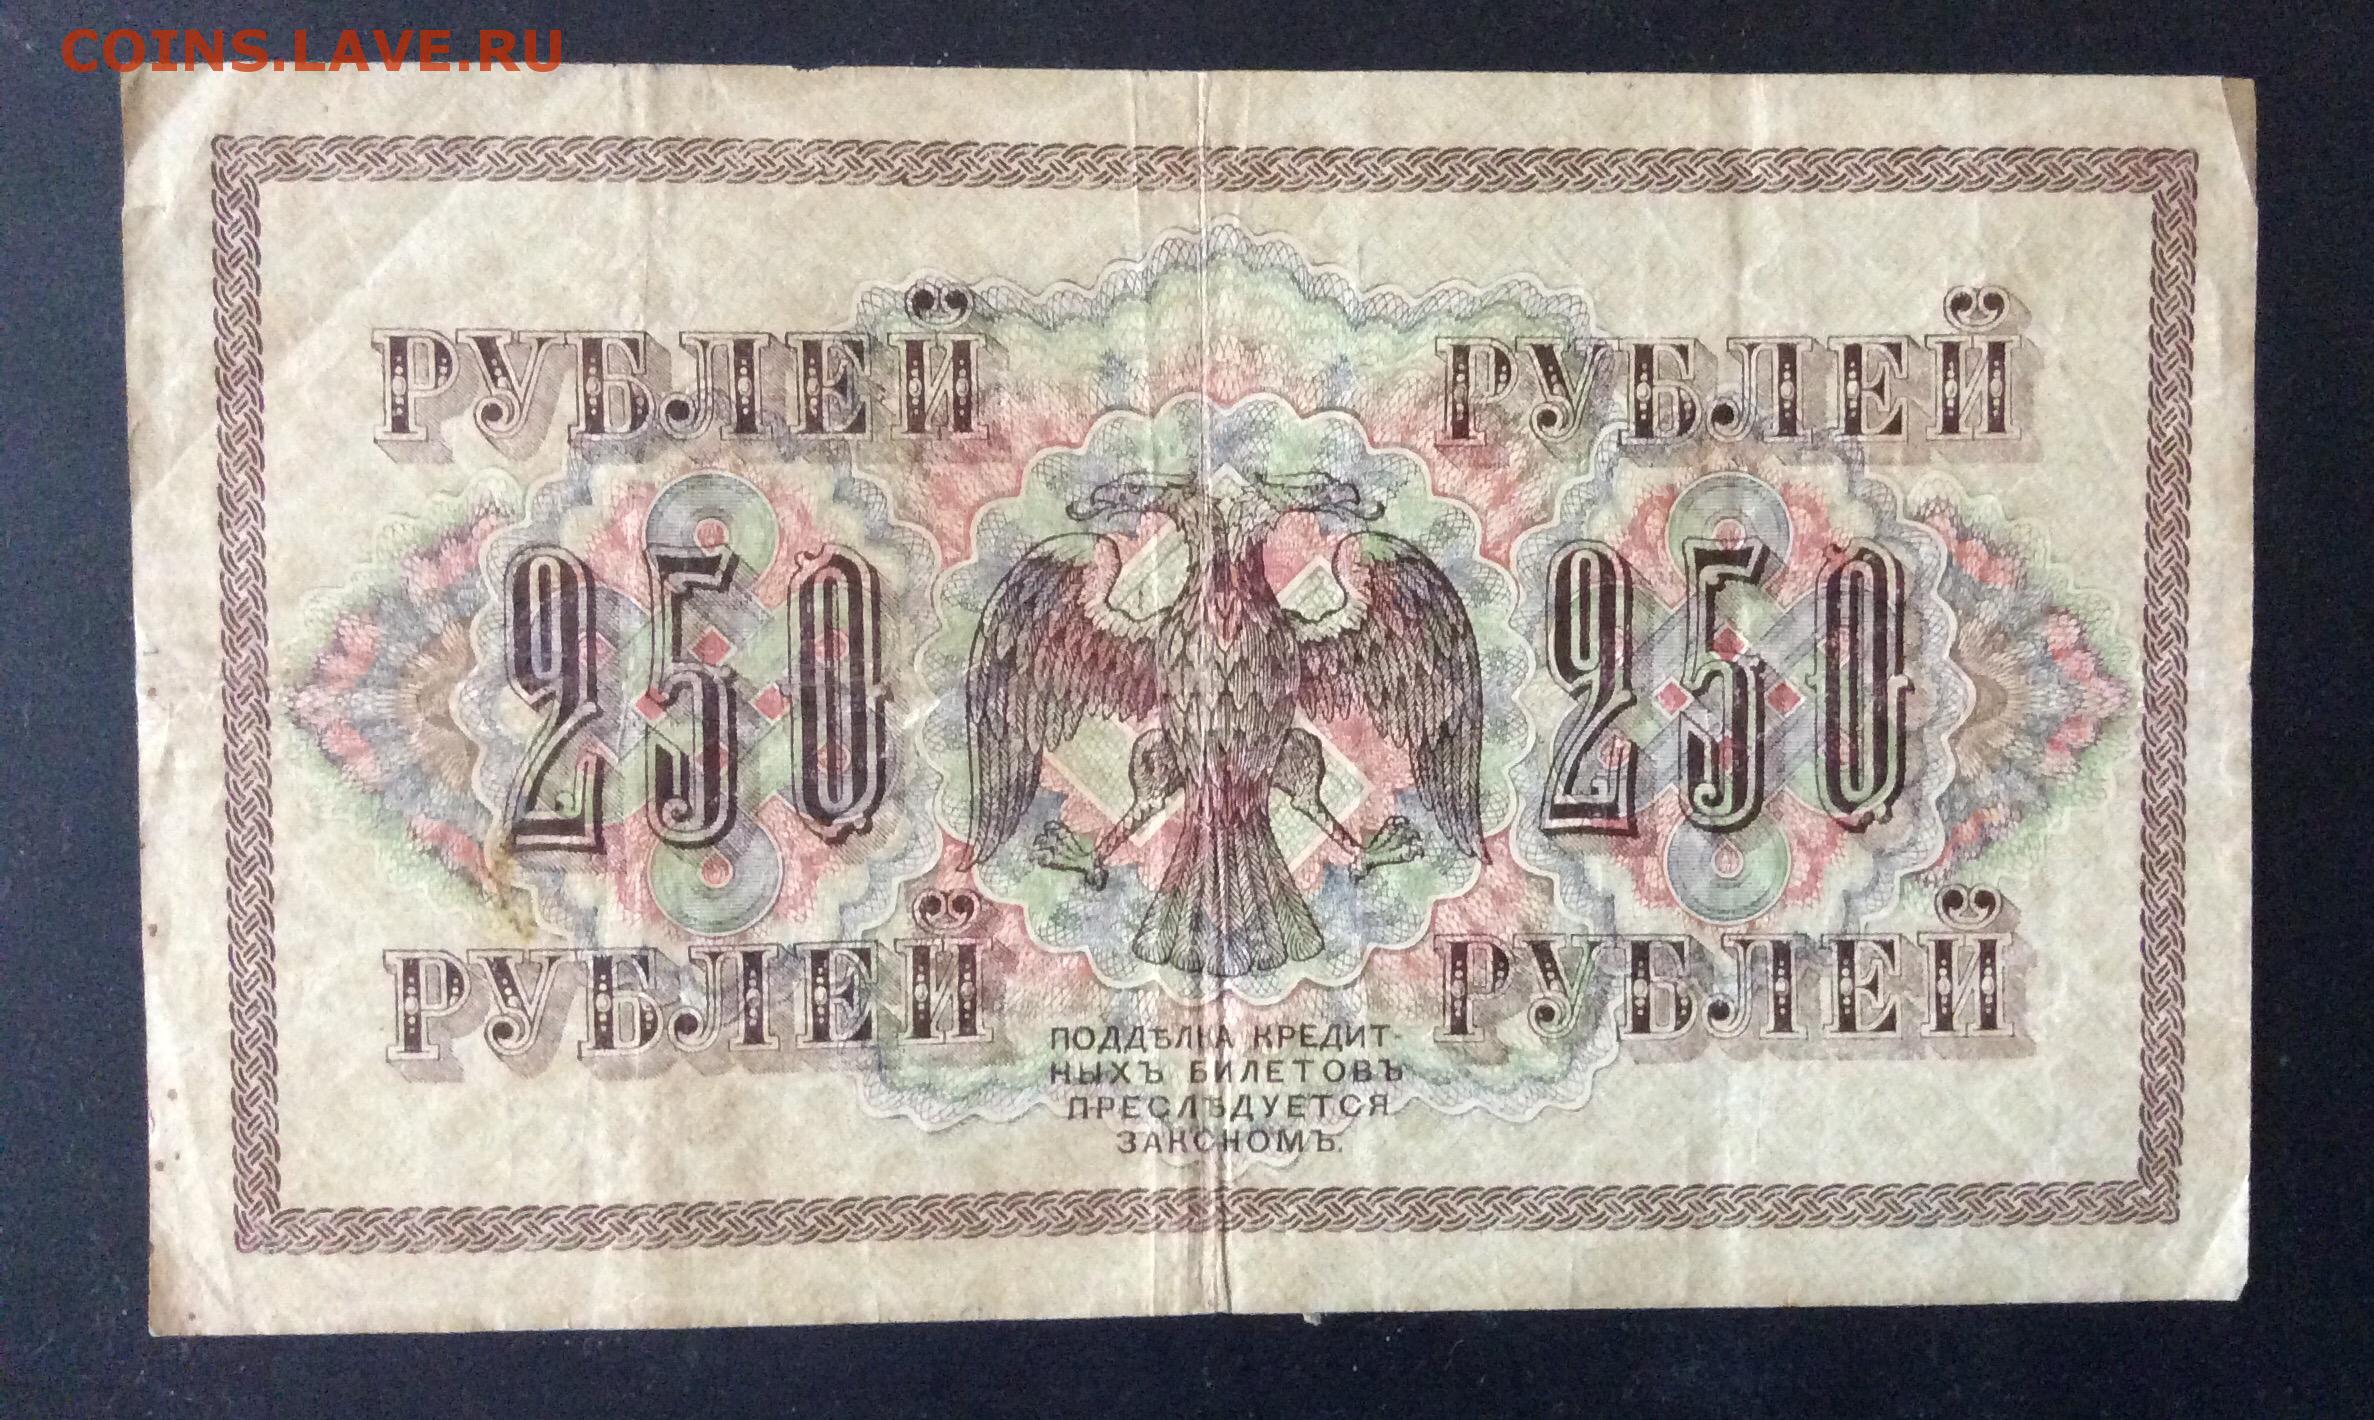 COINS.LAVE.RU
РУБЛЕЙ РУБЛЕЙ
250 250
РУБЛЕЙ РУБЛЕЙ
ПОДДѢЛКА КРЕДИТ-
НЫХЪ БИЛЕТОВЪ
ПРЕСЛѢДУЕТСЯ
ЗАКОНОМЪ.